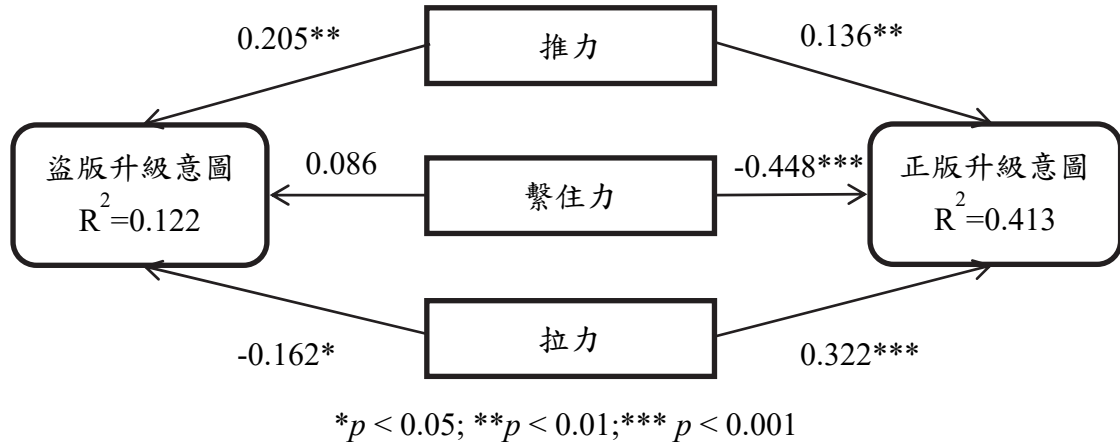 0.205**
推力
0.136**
盜版升級意圖
R²=0.122
0.086
繫住力
-0.448***
正版升級意圖
R²=0.413
-0.162*
拉力
0.322***
*p < 0.05; **p < 0.01;*** p < 0.001